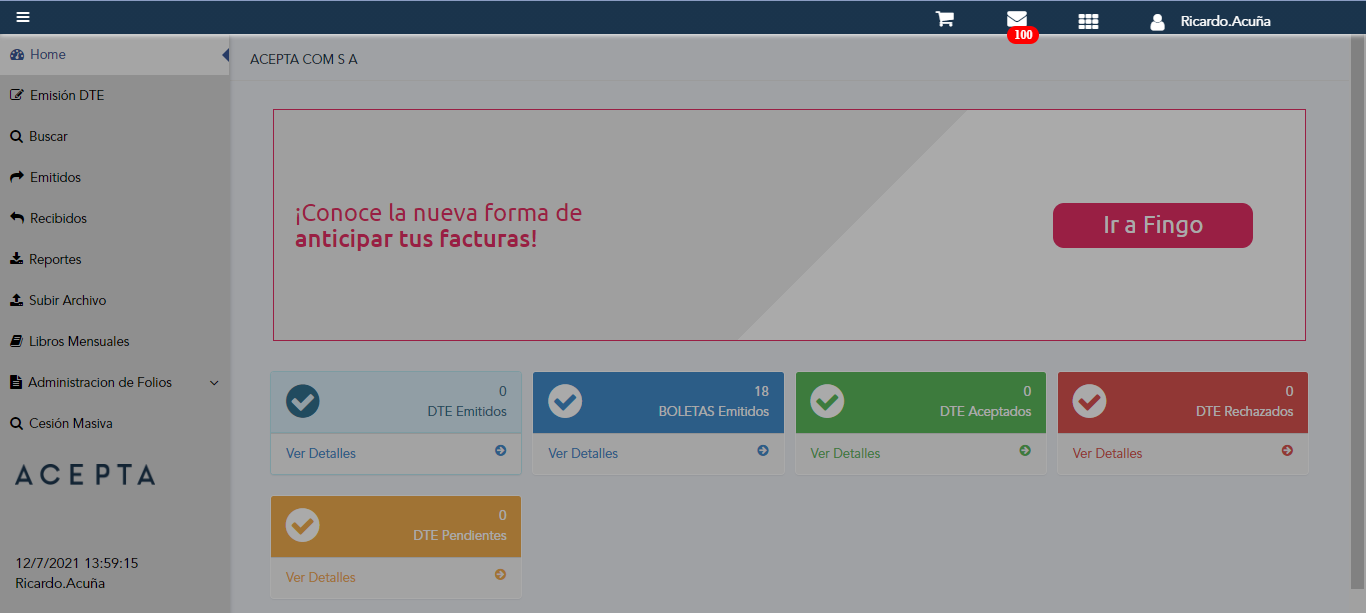 Ricardo.Acuña
100
Home
ACEPTA COM S A
Emisión DTE
Buscar
Emitidos
Recibidos
Reportes
Subir Archivo
Libros Mensuales
Administracion de Folios
Cesión Masiva
ACEPTA
12/7/2021 13:59:15
Ricardo.Acuña
¡Conoce la nueva forma de
anticipar tus facturas!
Ir a Fingo
0
DTE Emitidos
Ver Detalles
18
BOLETAS Emitidos
Ver Detalles
0
DTE Aceptados
Ver Detalles
0
DTE Rechazados
Ver Detalles
0
DTE Pendientes
Ver Detalles